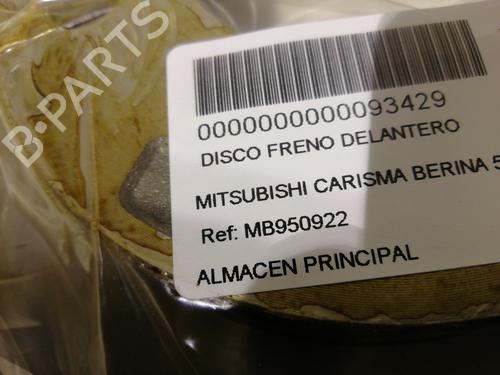 B-PARTS
0000000000093429
DISCO FRENO DELANTERO
MITSUBISHI CARISMA BERINA 5
Ref: MB950922
ALMACEN PRINCIPAL